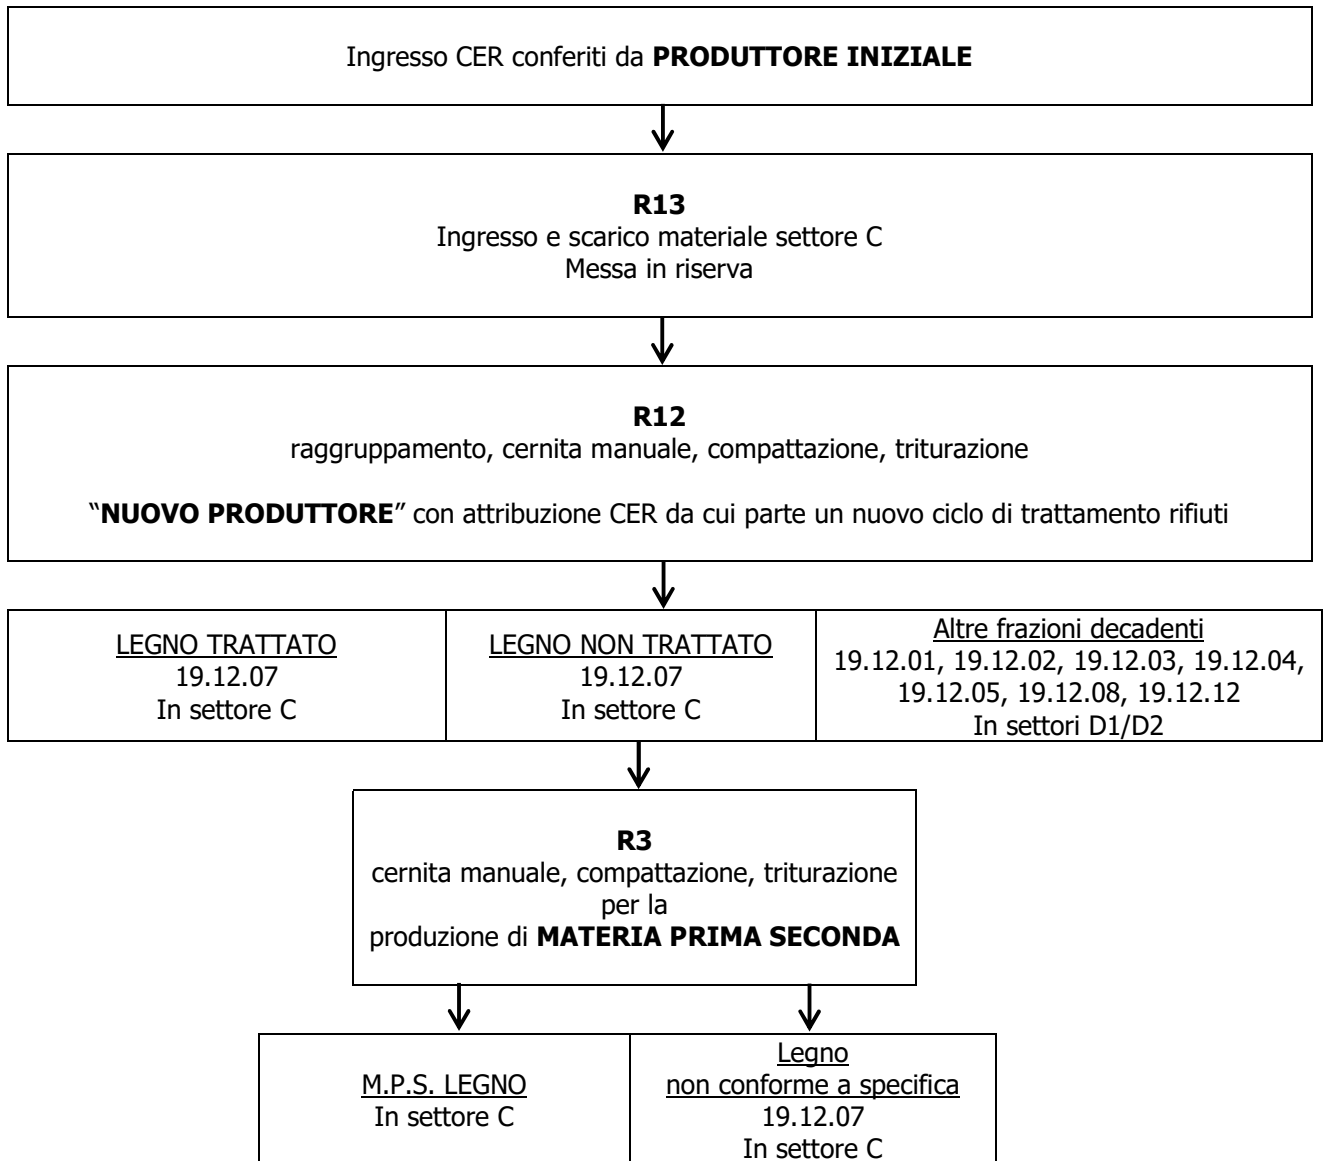 Ingresso CER conferiti da PRODUTTORE INIZIALE
R13
Ingresso e scarico materiale settore C
Messa in riserva
R12
raggruppamento, cernita manuale, compattazione, triturazione
“NUOVO PRODUTTORE” con attribuzione CER da cui parte un nuovo ciclo di trattamento rifiuti
LEGNO TRATTATO
19.12.07
In settore C
LEGNO NON TRATTATO
19.12.07
In settore C
Altre frazioni decadenti
19.12.01, 19.12.02, 19.12.03, 19.12.04,
19.12.05, 19.12.08, 19.12.12
In settori D1/D2
R3
cernita manuale, compattazione, triturazione
per la
produzione di MATERIA PRIMA SECONDA
M.P.S. LEGNO
In settore C
Legno
non conforme a specifica
19.12.07
In settore C